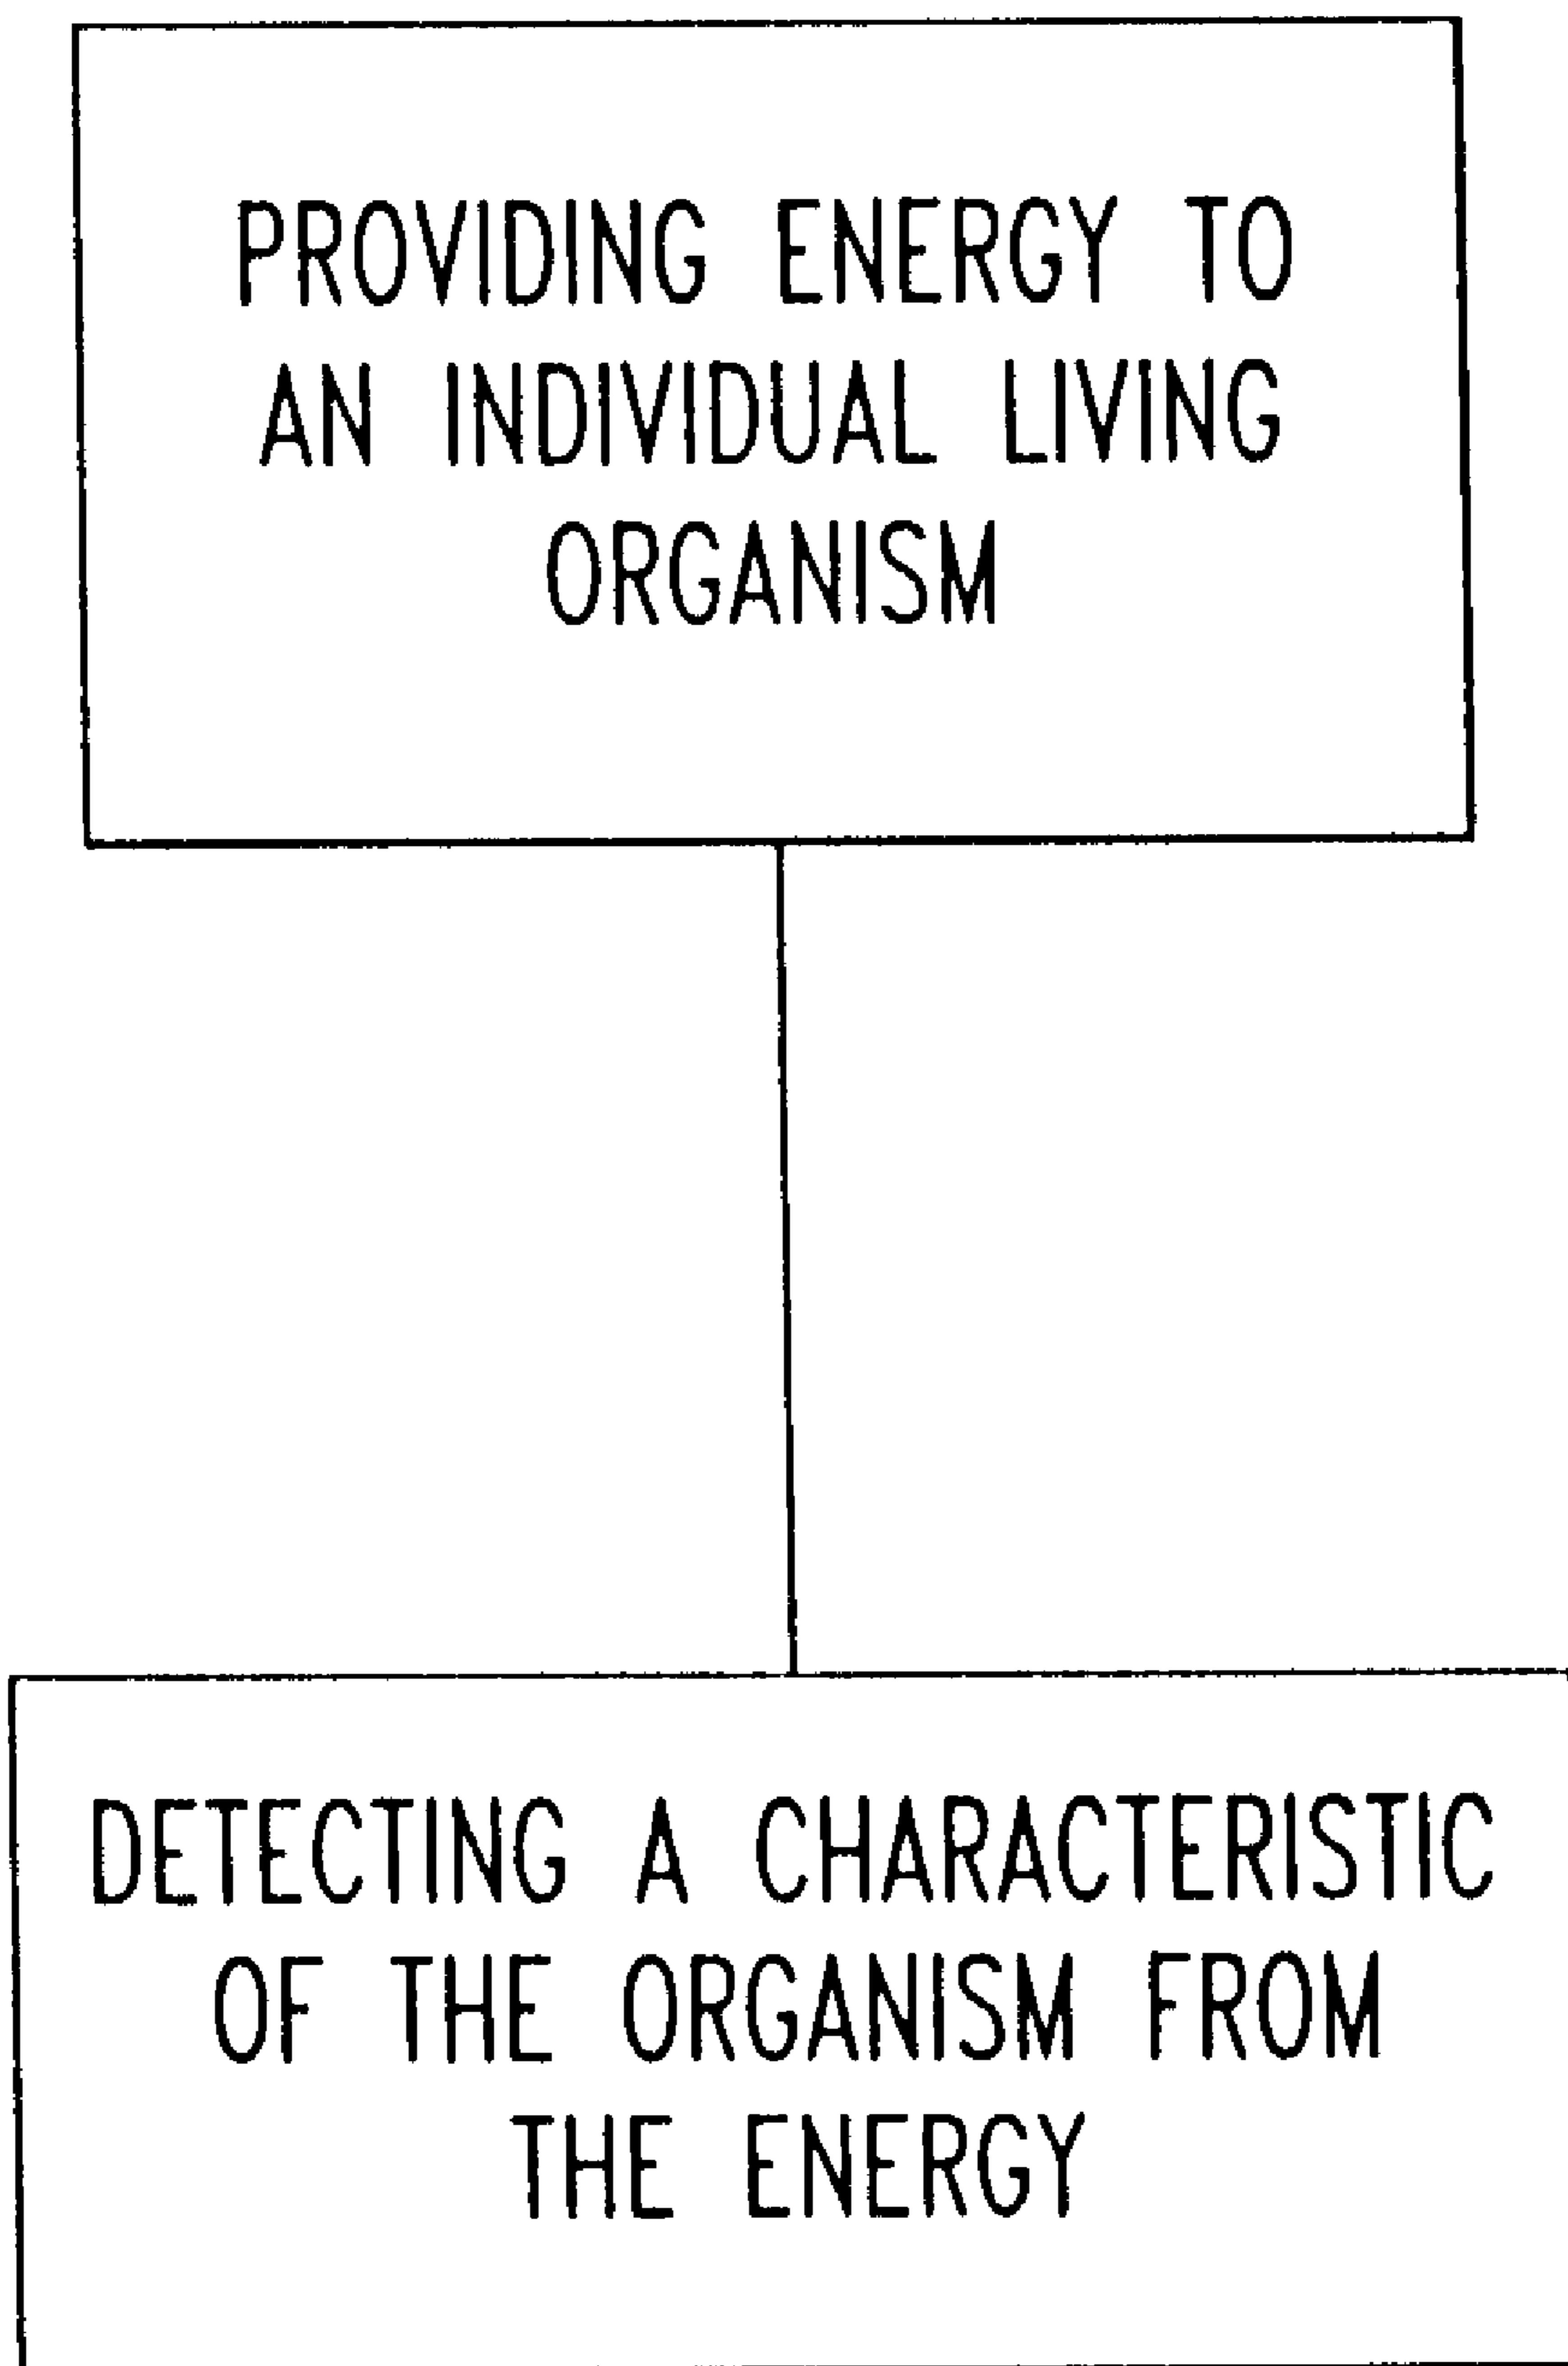 PROVIDING ENERGY TO
AN INDIVIDUAL LIVING
ORGANISM
DETECTING A CHARACTERISTIC
OF THE ORGANISM FROM
THE ENERGY